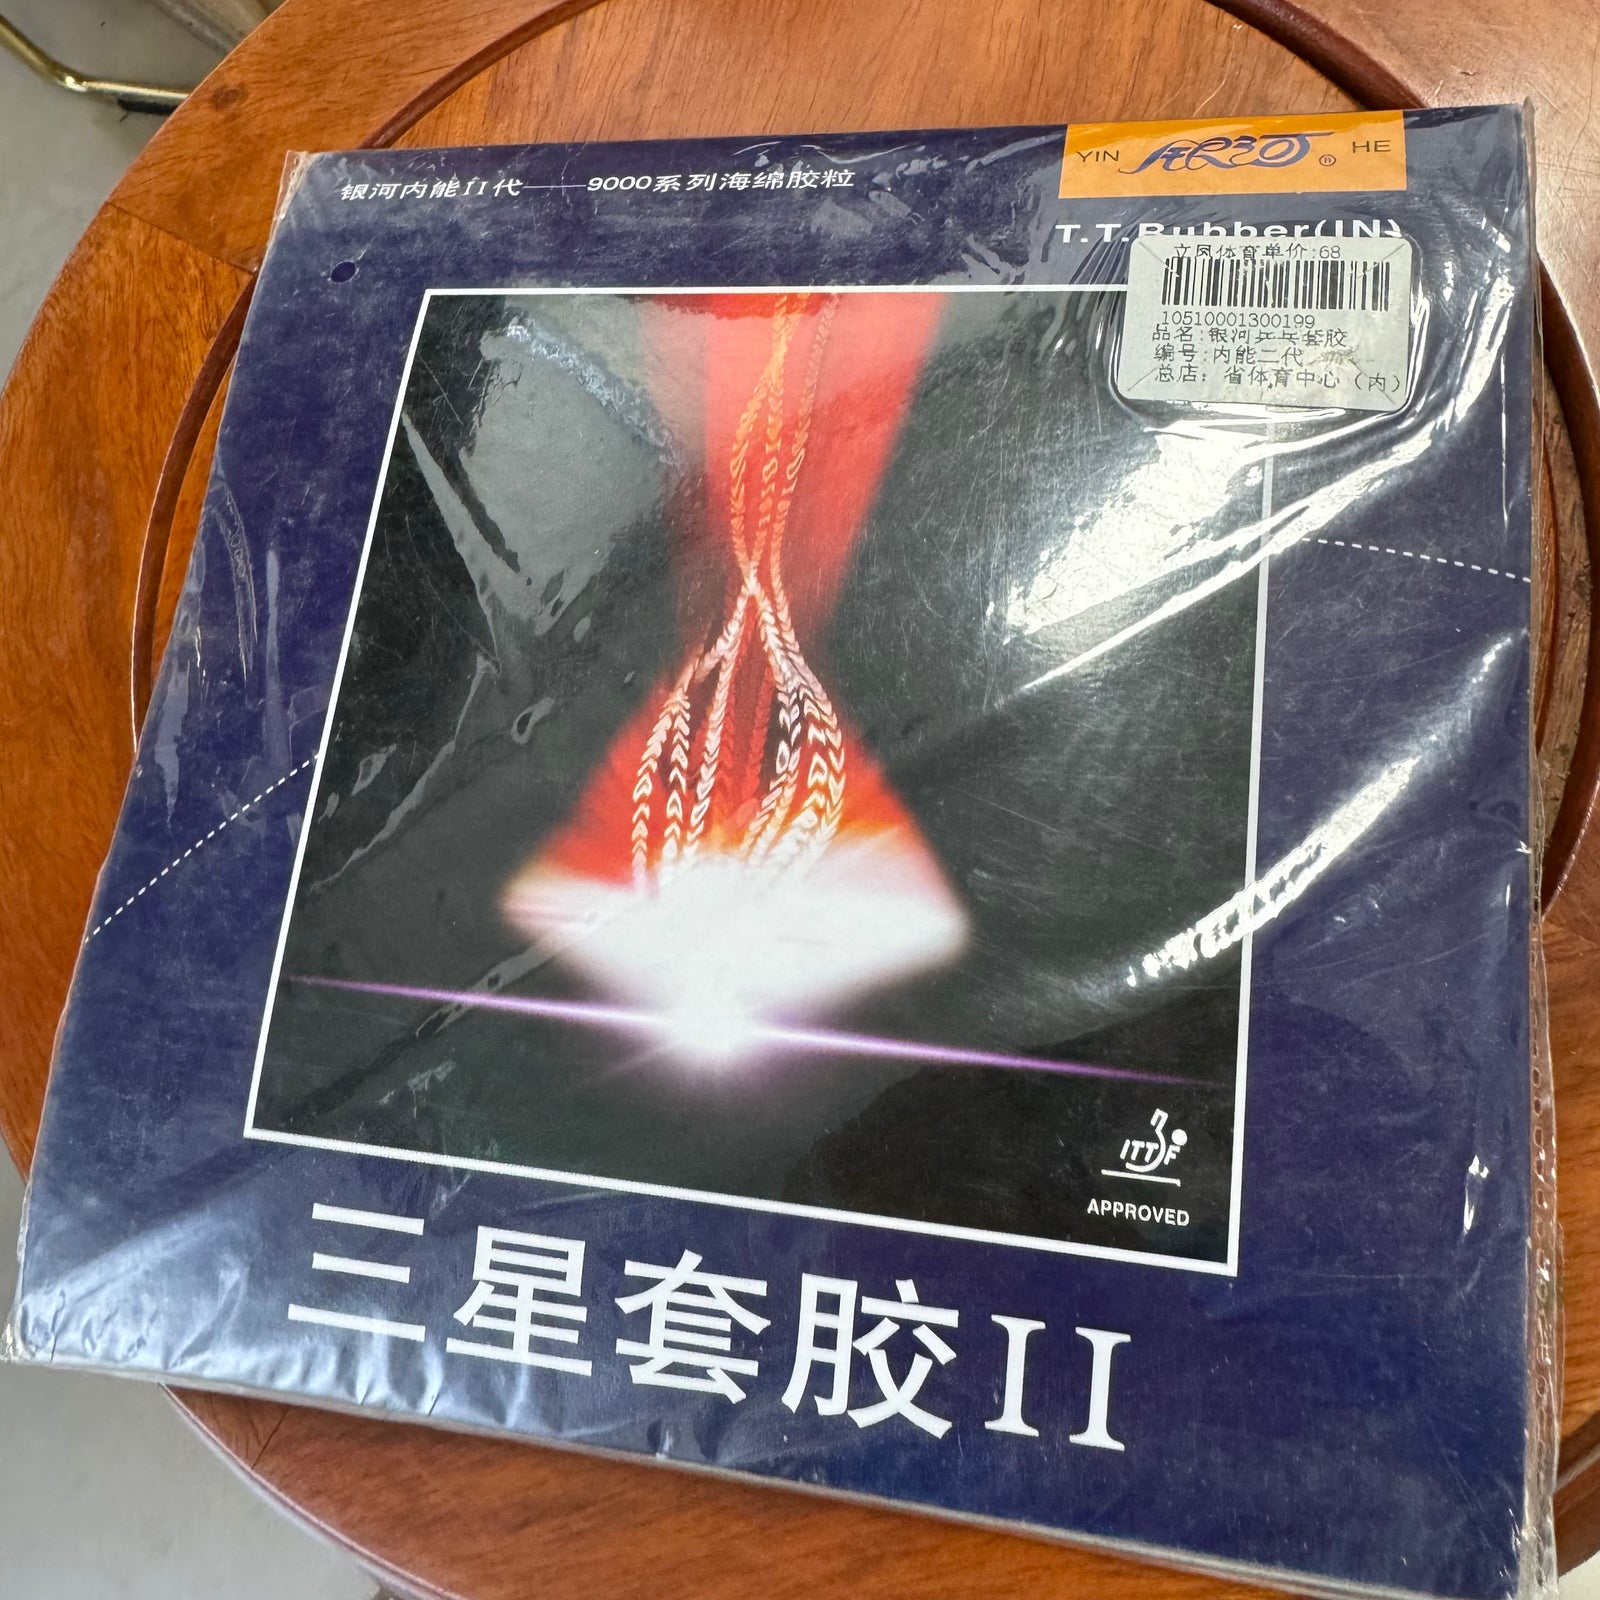 银河内能II代——9000系列海绵胶粒
YIN 银河® HE
T.T.Rubber(IN)
立凤体育单价:68
10510001300199
品名:银河乒乓套胶
编号:内能二代
总店：省体育中心（内）
ITTF
APPROVED
三星套胶II